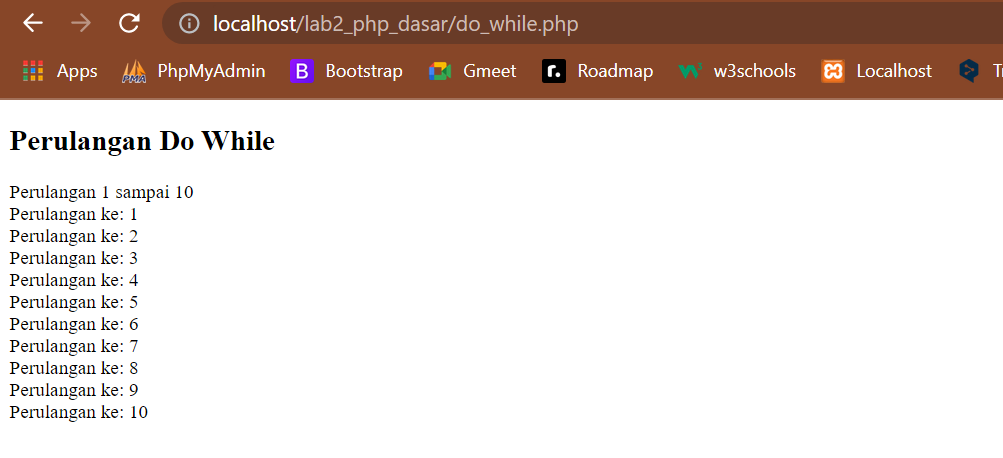 localhost/lab2_php_dasar/do_while.php
Apps PMA PhpMyAdmin B Bootstrap Gmeet r. Roadmap w3schools Localhost
Perulangan Do While
Perulangan 1 sampai 10
Perulangan ke: 1
Perulangan ke: 2
Perulangan ke: 3
Perulangan ke: 4
Perulangan ke: 5
Perulangan ke: 6
Perulangan ke: 7
Perulangan ke: 8
Perulangan ke: 9
Perulangan ke: 10